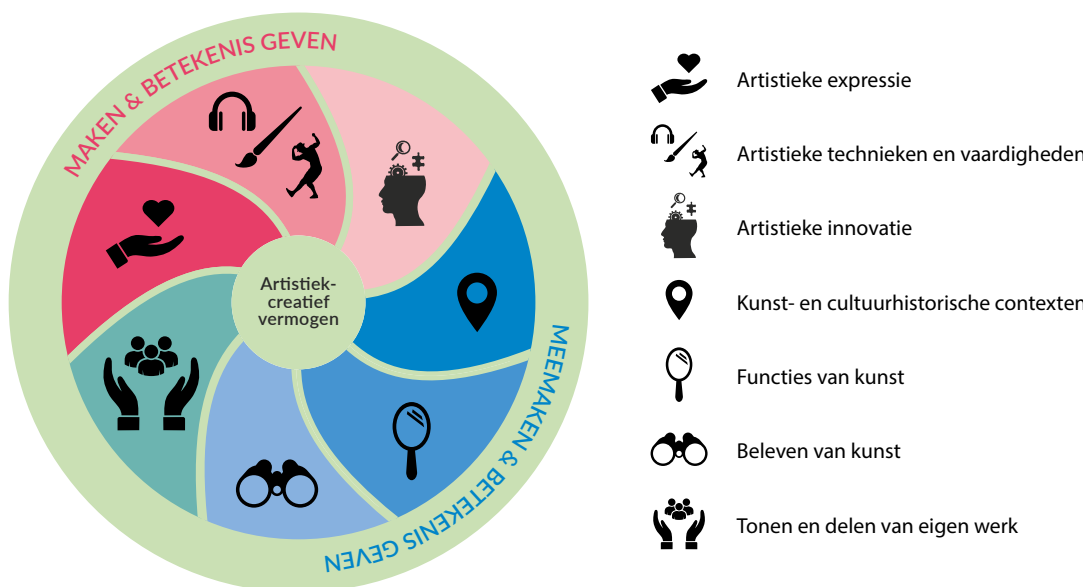 MAKEN & BETEKENIS GEVEN
Artistiek-
creatief
vermogen
MEEMAKEN & BETEKENIS GEVEN
Artistieke expressie
Artistieke technieken en vaardigheden
Artistieke innovatie
Kunst- en cultuurhistorische contexten
Functies van kunst
Beleven van kunst
Tonen en delen van eigen werk